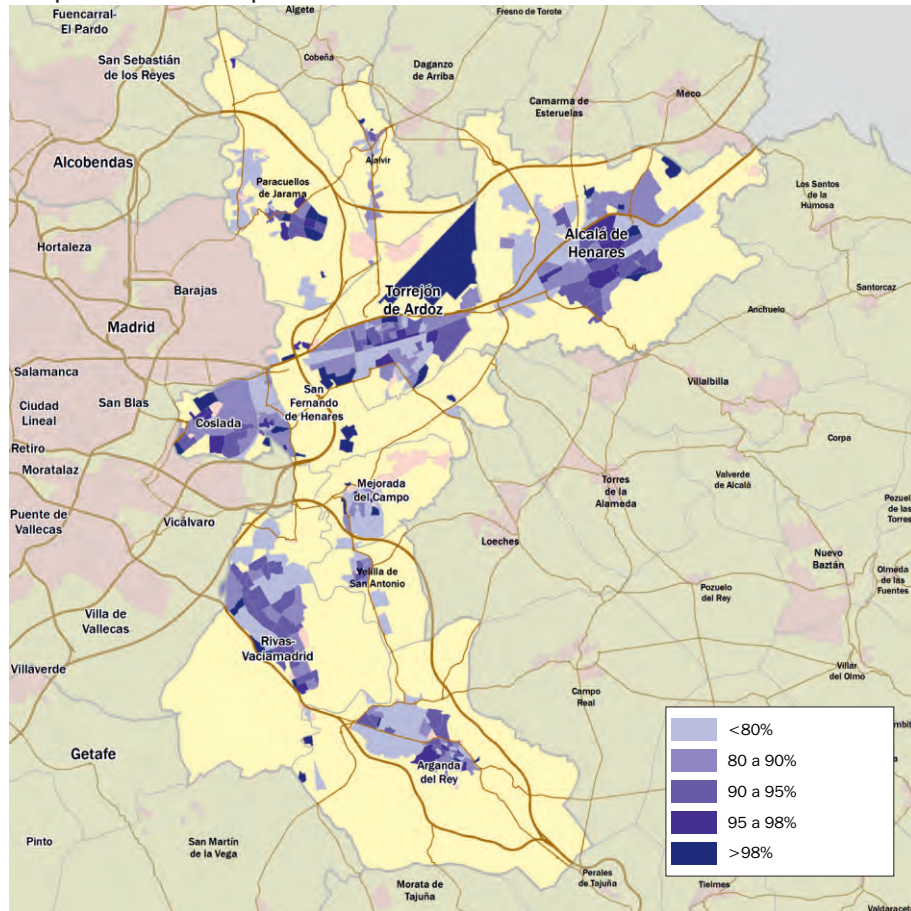 Fuencarral-
El Pardo
Algete
Fresno de Torote
San Sebastián
de los Reyes
Cobeña
Daganzo
de Arriba
Camarma de
Esteruelas
Meco
Alcobendas
Ajalvir
Paracuellos
de Jarama
Los Santos
de la
Humosa
Hortaleza
Alcalá de
Henares
Barajas
Torrejón
de Ardoz
Santorcaz
Anchuelo
Madrid
Salamanca
San
Fernando
de Henares
Villalbilla
Ciudad
Lineal
San Blas
Coslada
Corpa
Retiro
Moratalaz
Mejorada
del Campo
Torres
de la
Alameda
Valverde
de Alcalá
Pezuel
de las
Torres
Puente de
Vallecas
Vicálvaro
Loeches
Velilla de
San Antonio
Nuevo
Baztán
Olmeda
de las
Fuentes
Pozuelo
del Rey
Villa de
Vallecas
Rivas-
Vaciamadrid
Villaverde
Villar
del Olmo
Campo
Real
Getafe
Arganda
del Rey
<80%
80 a 90%
90 a 95%
95 a 98%
>98%
Pinto
San Martín
de la Vega
Morata de
Tajuña
Perales
de Tajuña
Tielmes
Valdaracete